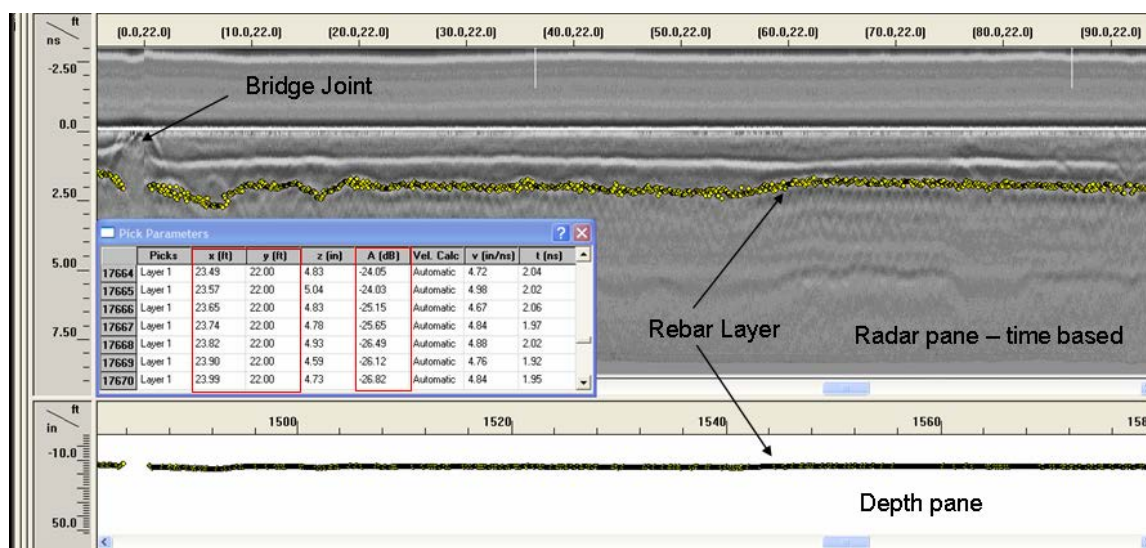 ft
ns
(0.0,22.0) (10.0,22.0) (20.0,22.0) (30.0,22.0) (40.0,22.0) (50.0,22.0) (60.0,22.0) (70.0,22.0) (80.0,22.0) (90.0,22.0)
-2.50
Bridge Joint
0.0
2.50
Pick Parameters
Picks x (ft) y (ft) z (in) A (dB) Vel. Calc v (in/ns) t (ns)
17664 Layer 1 23.49 22.00 4.83 -24.05 Automatic 4.72 2.04
17665 Layer 1 23.57 22.00 5.04 -24.03 Automatic 4.98 2.02
17666 Layer 1 23.65 22.00 4.83 -25.15 Automatic 4.67 2.06
17667 Layer 1 23.74 22.00 4.78 -25.65 Automatic 4.84 1.97
17668 Layer 1 23.82 22.00 4.93 -26.49 Automatic 4.88 2.02
17669 Layer 1 23.90 22.00 4.59 -26.12 Automatic 4.76 1.92
17670 Layer 1 23.99 22.00 4.73 -26.82 Automatic 4.84 1.95
5.00
7.50
Rebar Layer
Radar pane – time based
ft
in
1500 1520 1540 1560
-10.0
50.0
Depth pane